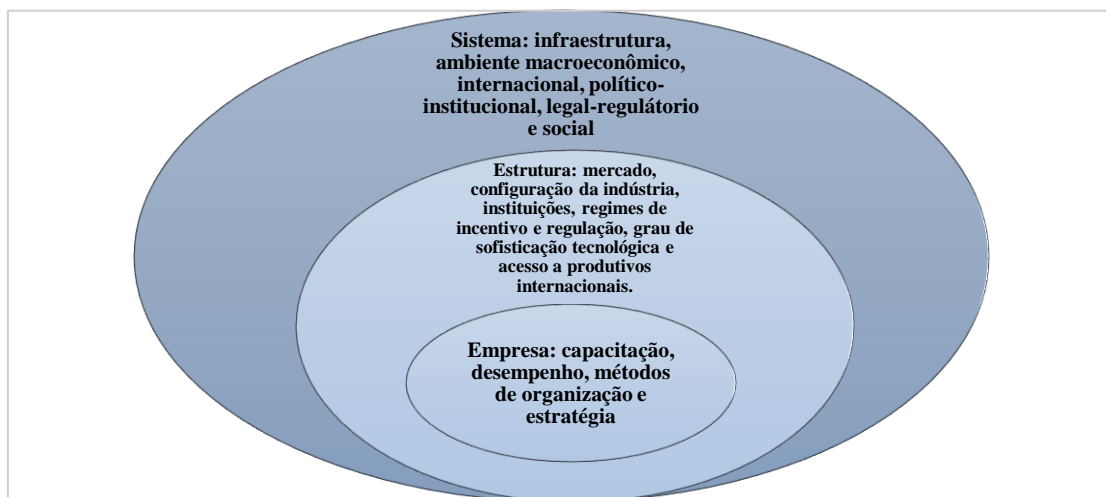 Sistema: infraestrutura,
ambiente macroeconômico,
internacional, político-
institucional, legal-regulátorio
e social
Estrutura: mercado,
configuração da indústria,
instituições, regimes de
incentivo e regulação, grau de
sofisticação tecnológica e
acesso a produtivos
internacionais.
Empresa: capacitação,
desempenho, métodos
de organização e
estratégia